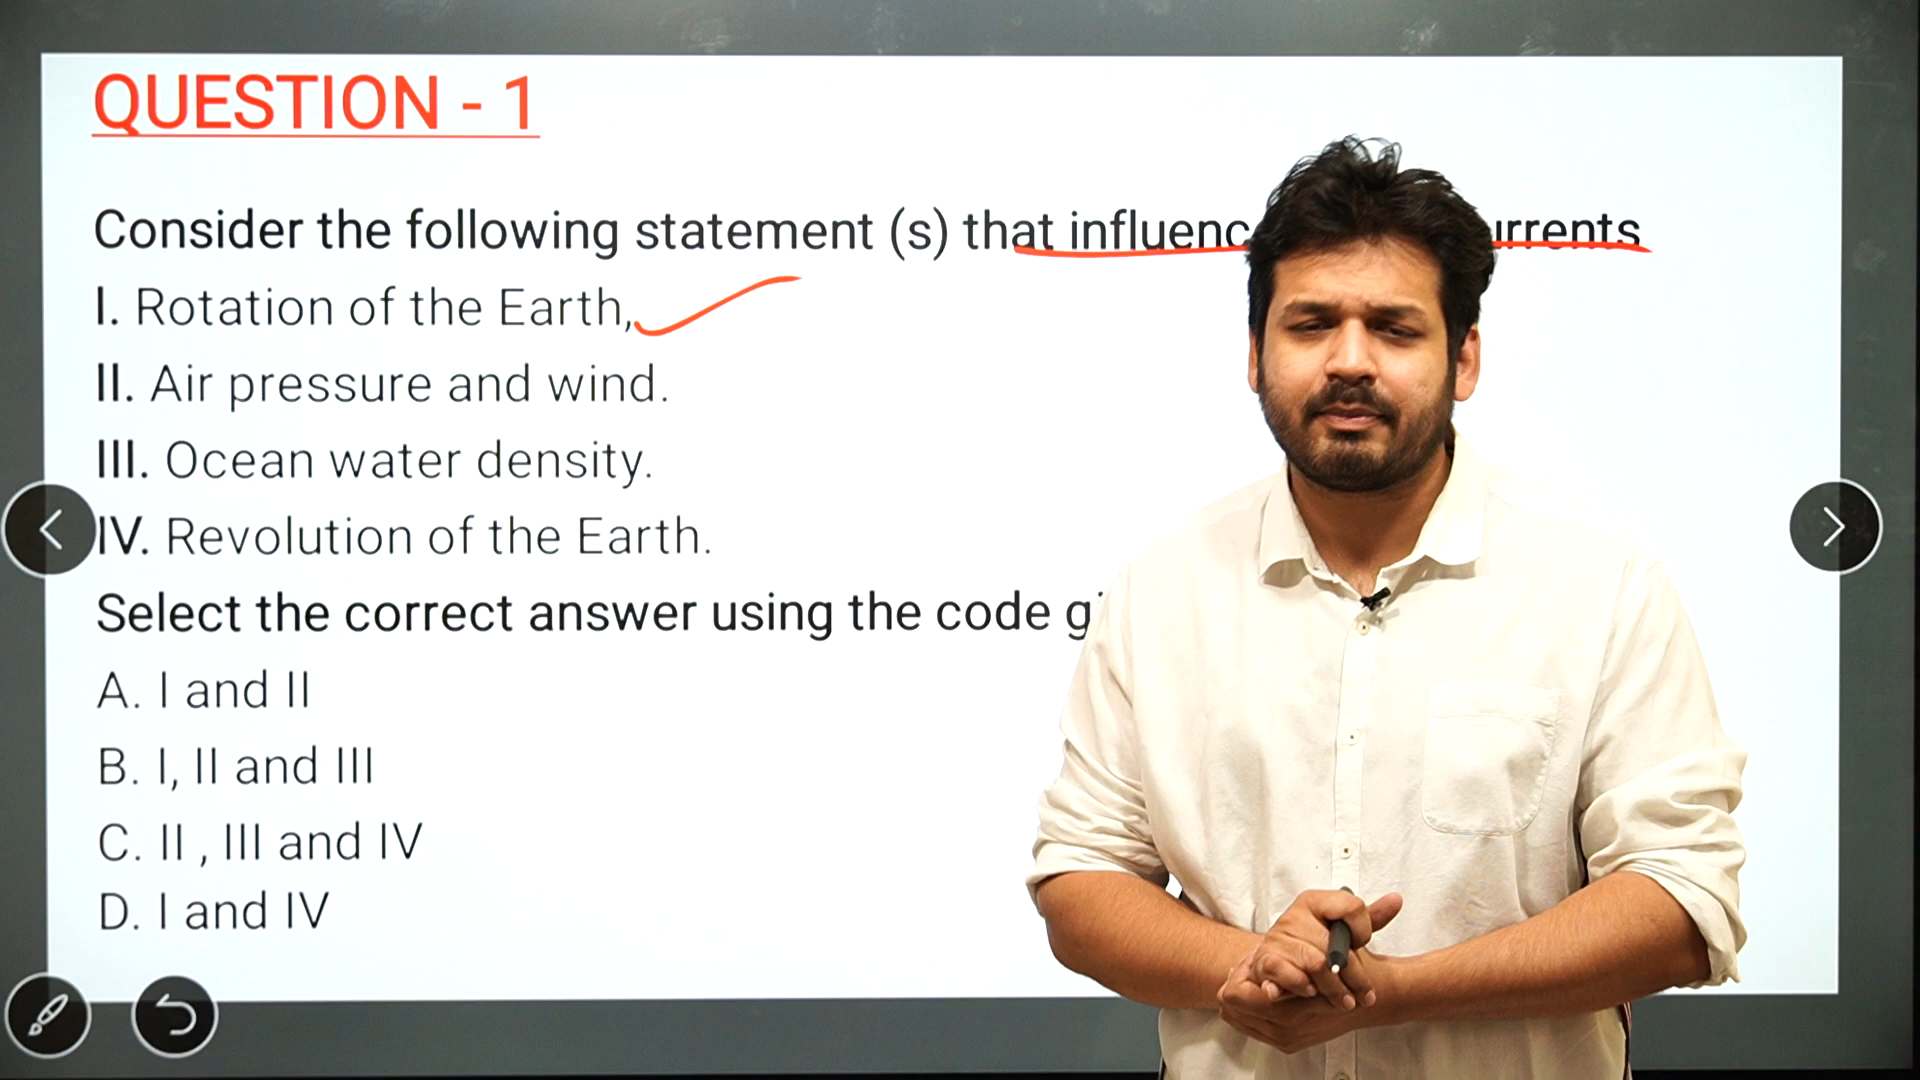 QUESTION - 1
Consider the following statement (s) that influenc urrents
I. Rotation of the Earth,
II. Air pressure and wind.
III. Ocean water density.
IV. Revolution of the Earth.
Select the correct answer using the code
A. I and II
B. I, II and III
C. II , III and IV
D. I and IV